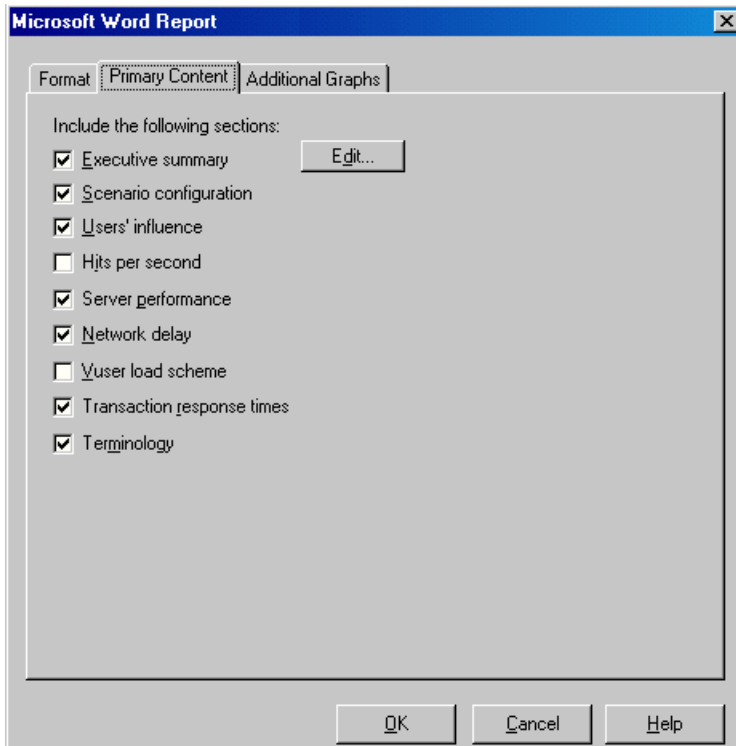 Microsoft Word Report
Format Primary Content Additional Graphs
Include the following sections:
Executive summary Edit...
Scenario configuration
Users' influence
Hits per second
Server performance
Network delay
Vuser load scheme
Transaction response times
Terminology
OK Cancel Help